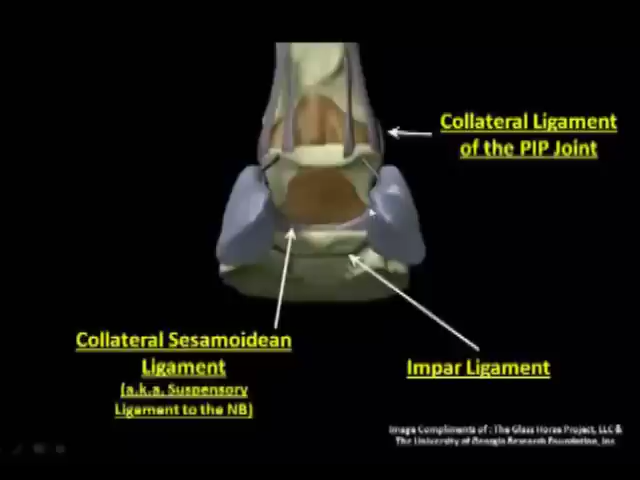 Collateral Ligament
of the PIP Joint
Collateral Sesamoidean
Ligament
(a.k.a. Suspensory
Ligament to the NB)
Impar Ligament
Image Compliments of : The Glass Horse Project, LLC &
The University of Georgia Research Foundation, Inc